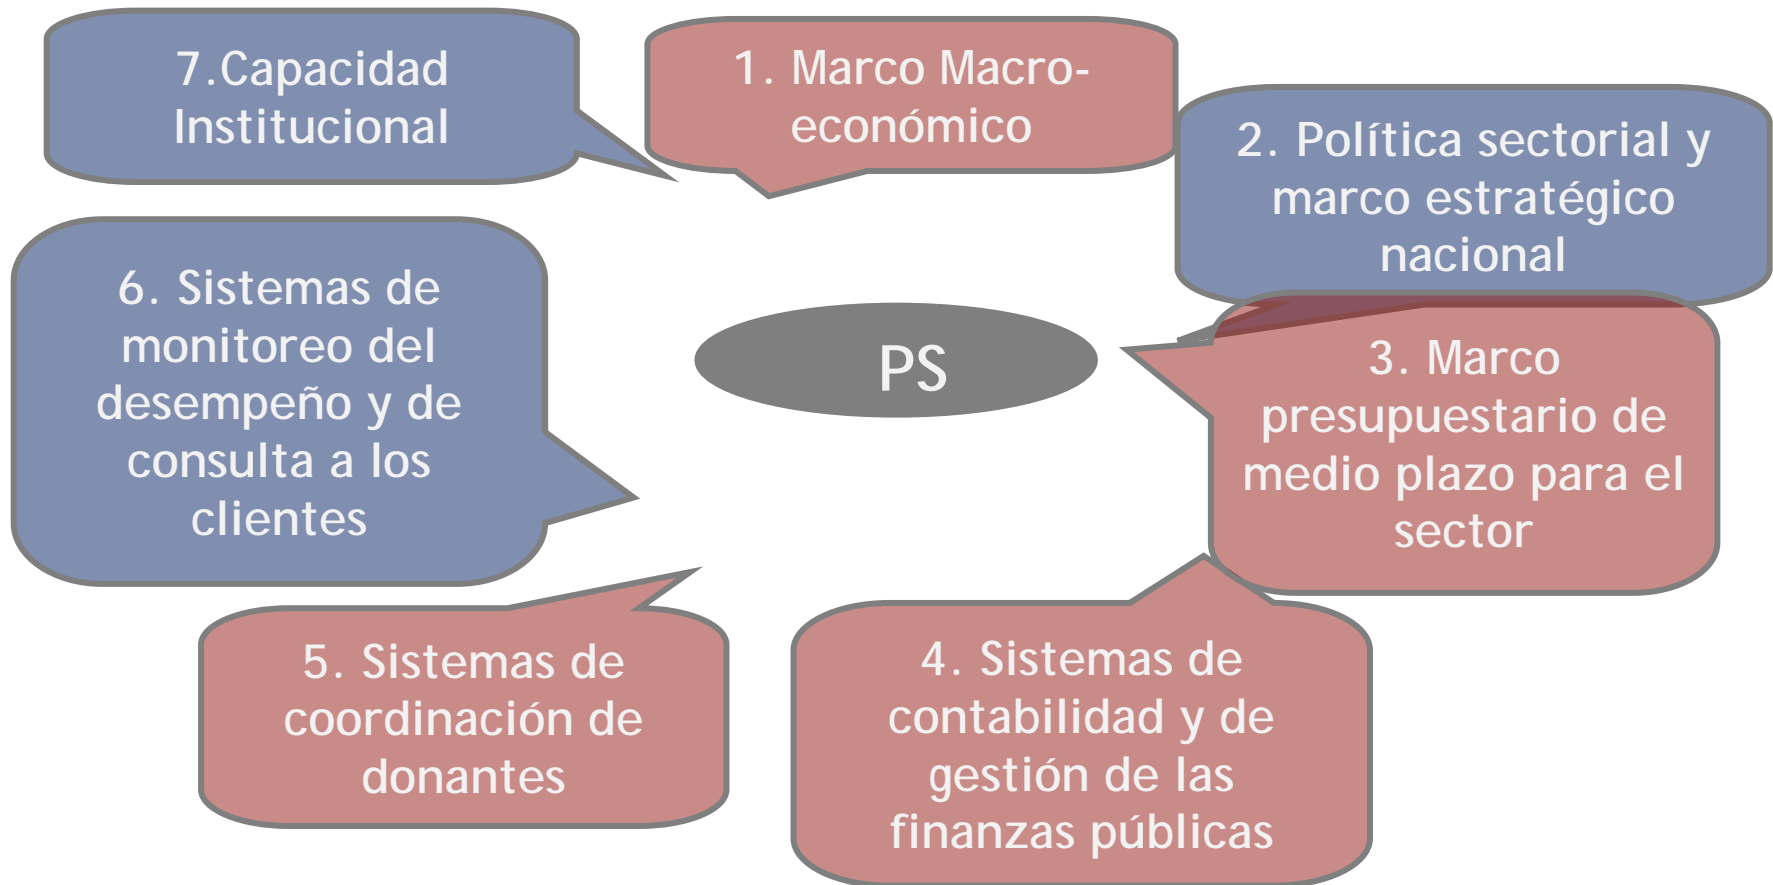 7.Capacidad
Institucional
1. Marco Macro-
económico
2. Política sectorial y
marco estratégico
nacional
PS
3. Marco
presupuestario de
medio plazo para el
sector
6. Sistemas de
monitoreo del
desempeño y de
consulta a los
clientes
5. Sistemas de
coordinación de
donantes
4. Sistemas de
contabilidad y de
gestión de las
finanzas públicas